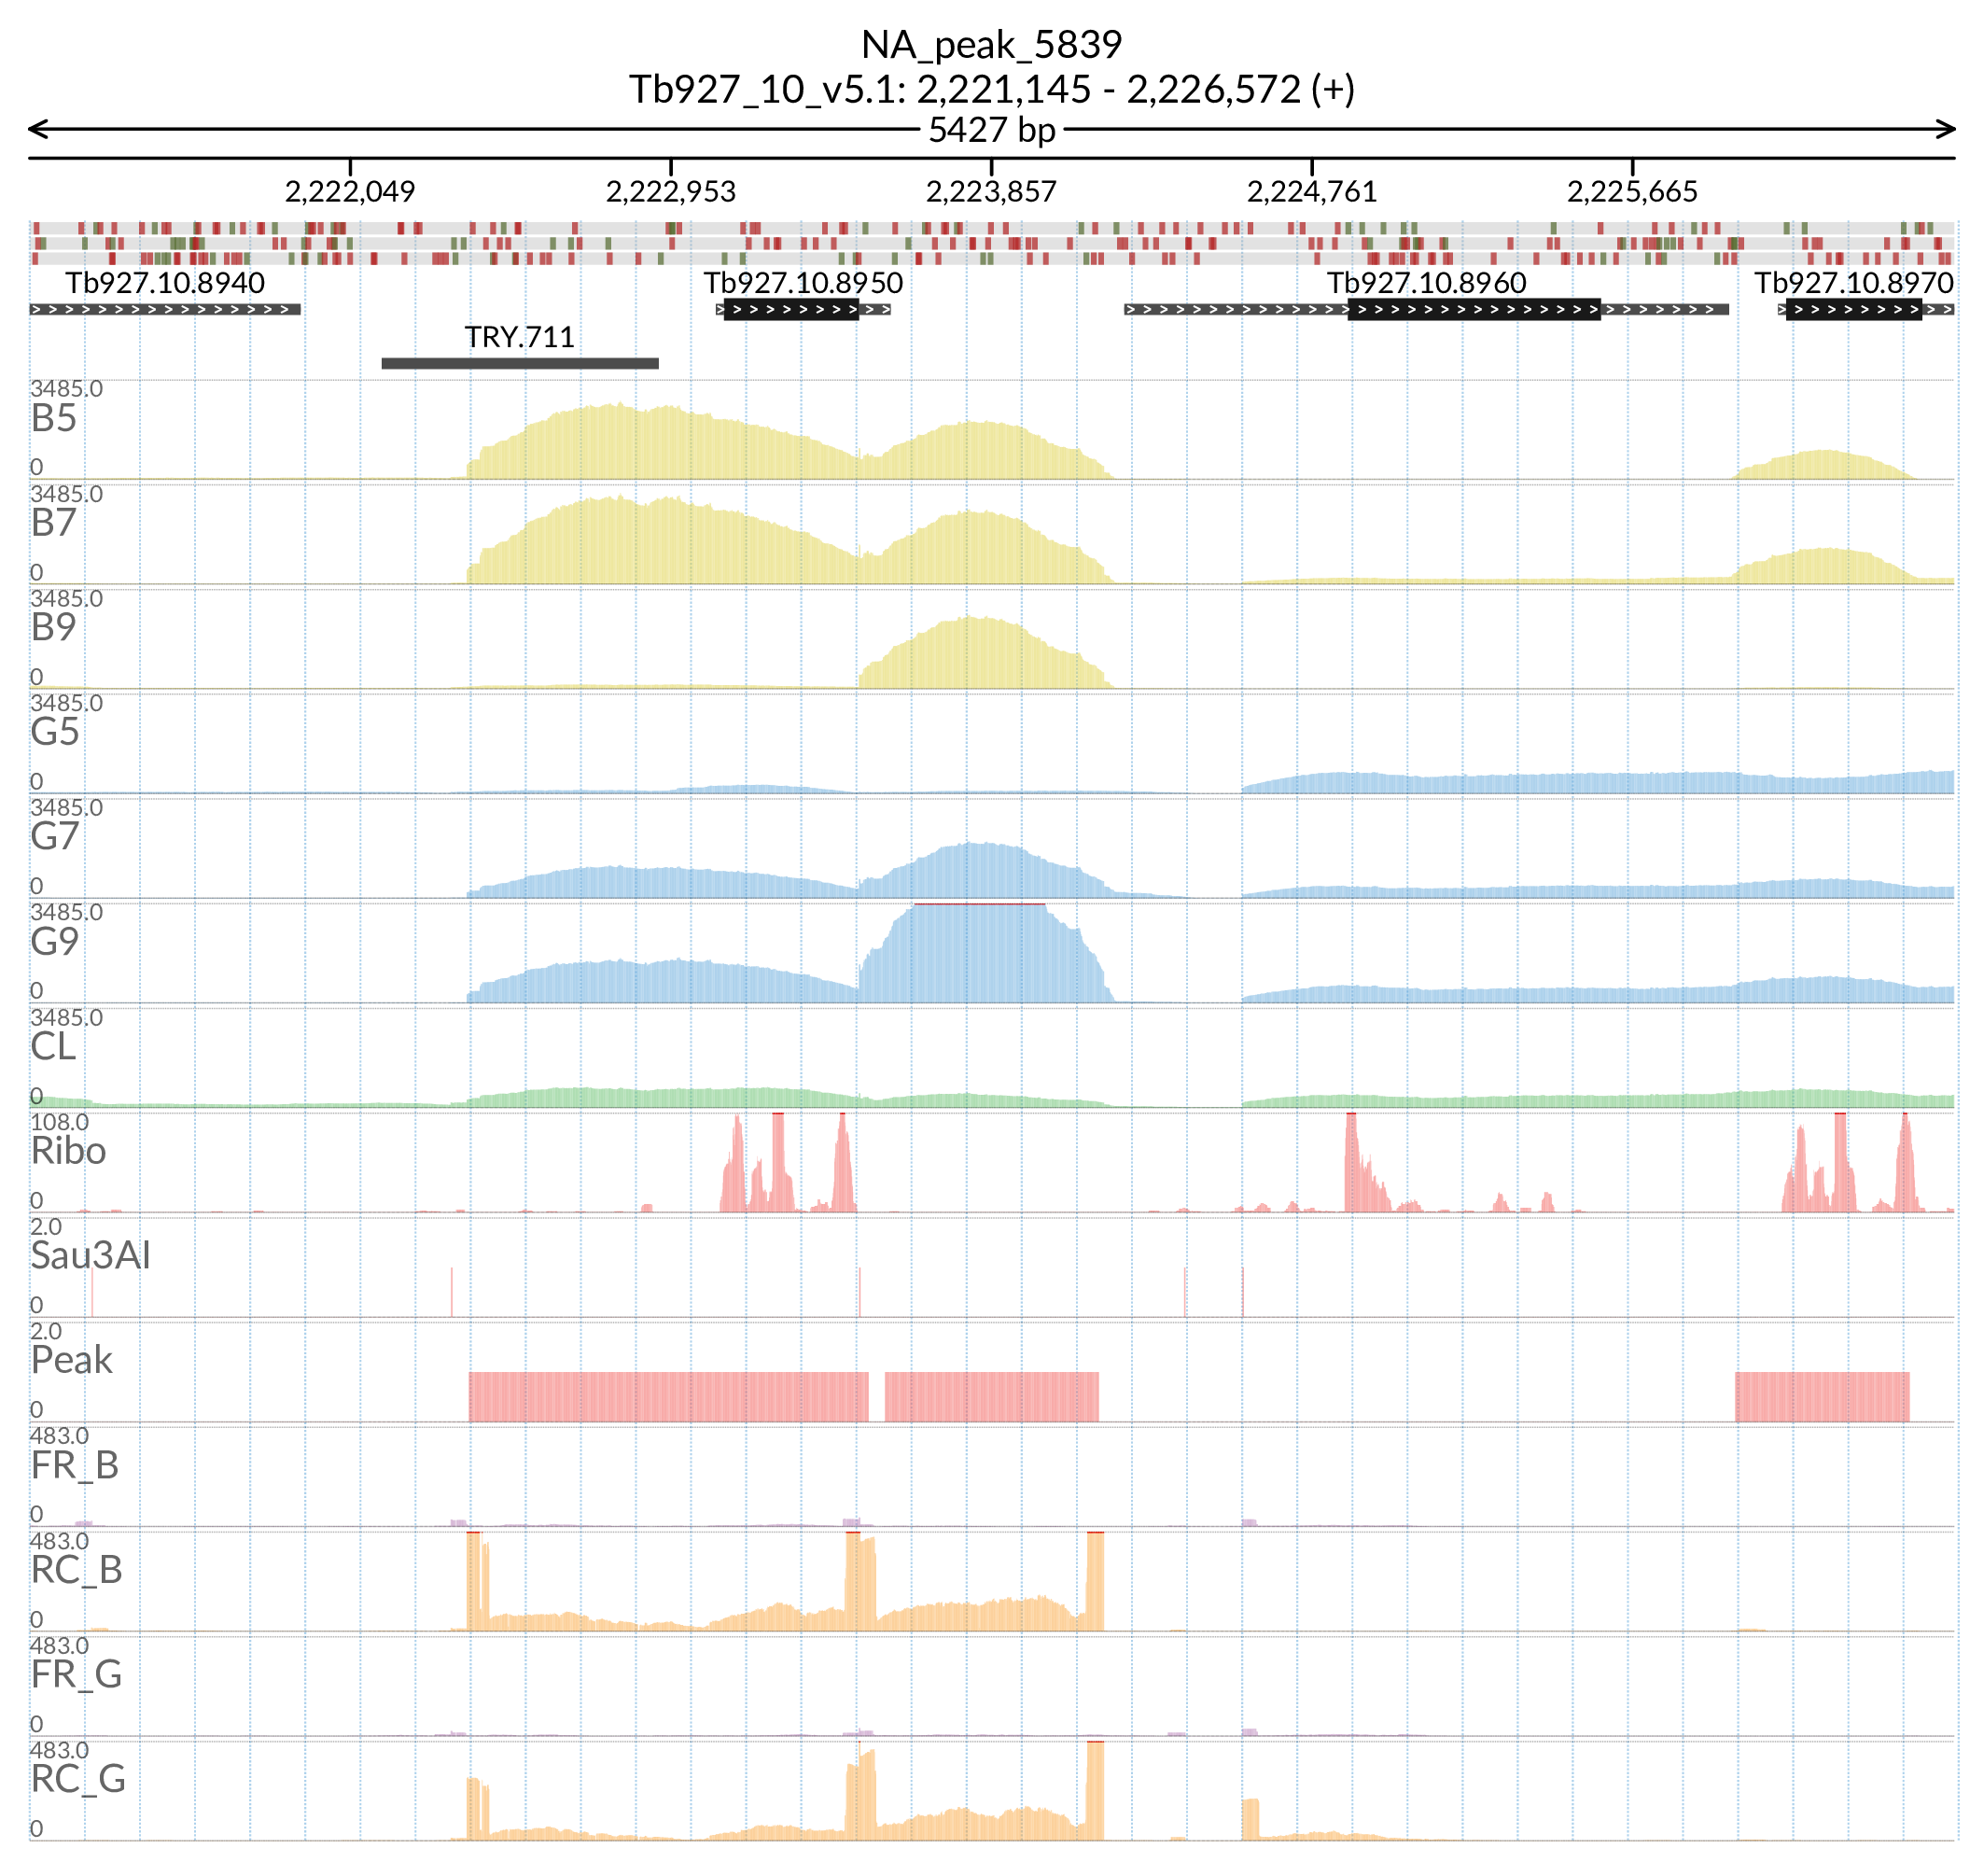 NA_peak_5839
Tb927_10_v5.1: 2,221,145 - 2,226,572 (+)
5427 bp
2,222,049 2,222,953 2,223,857 2,224,761 2,225,665
Tb927.10.8940 Tb927.10.8950 Tb927.10.8960 Tb927.10.8970
TRY.711
3485.0
B5
0
3485.0
B7
0
3485.0
B9
0
3485.0
G5
0
3485.0
G7
0
3485.0
G9
0
3485.0
CL
0
108.0
Ribo
0
2.0
Sau3AI
0
2.0
Peak
0
483.0
FR_B
0
483.0
RC_B
0
483.0
FR_G
0
483.0
RC_G
0